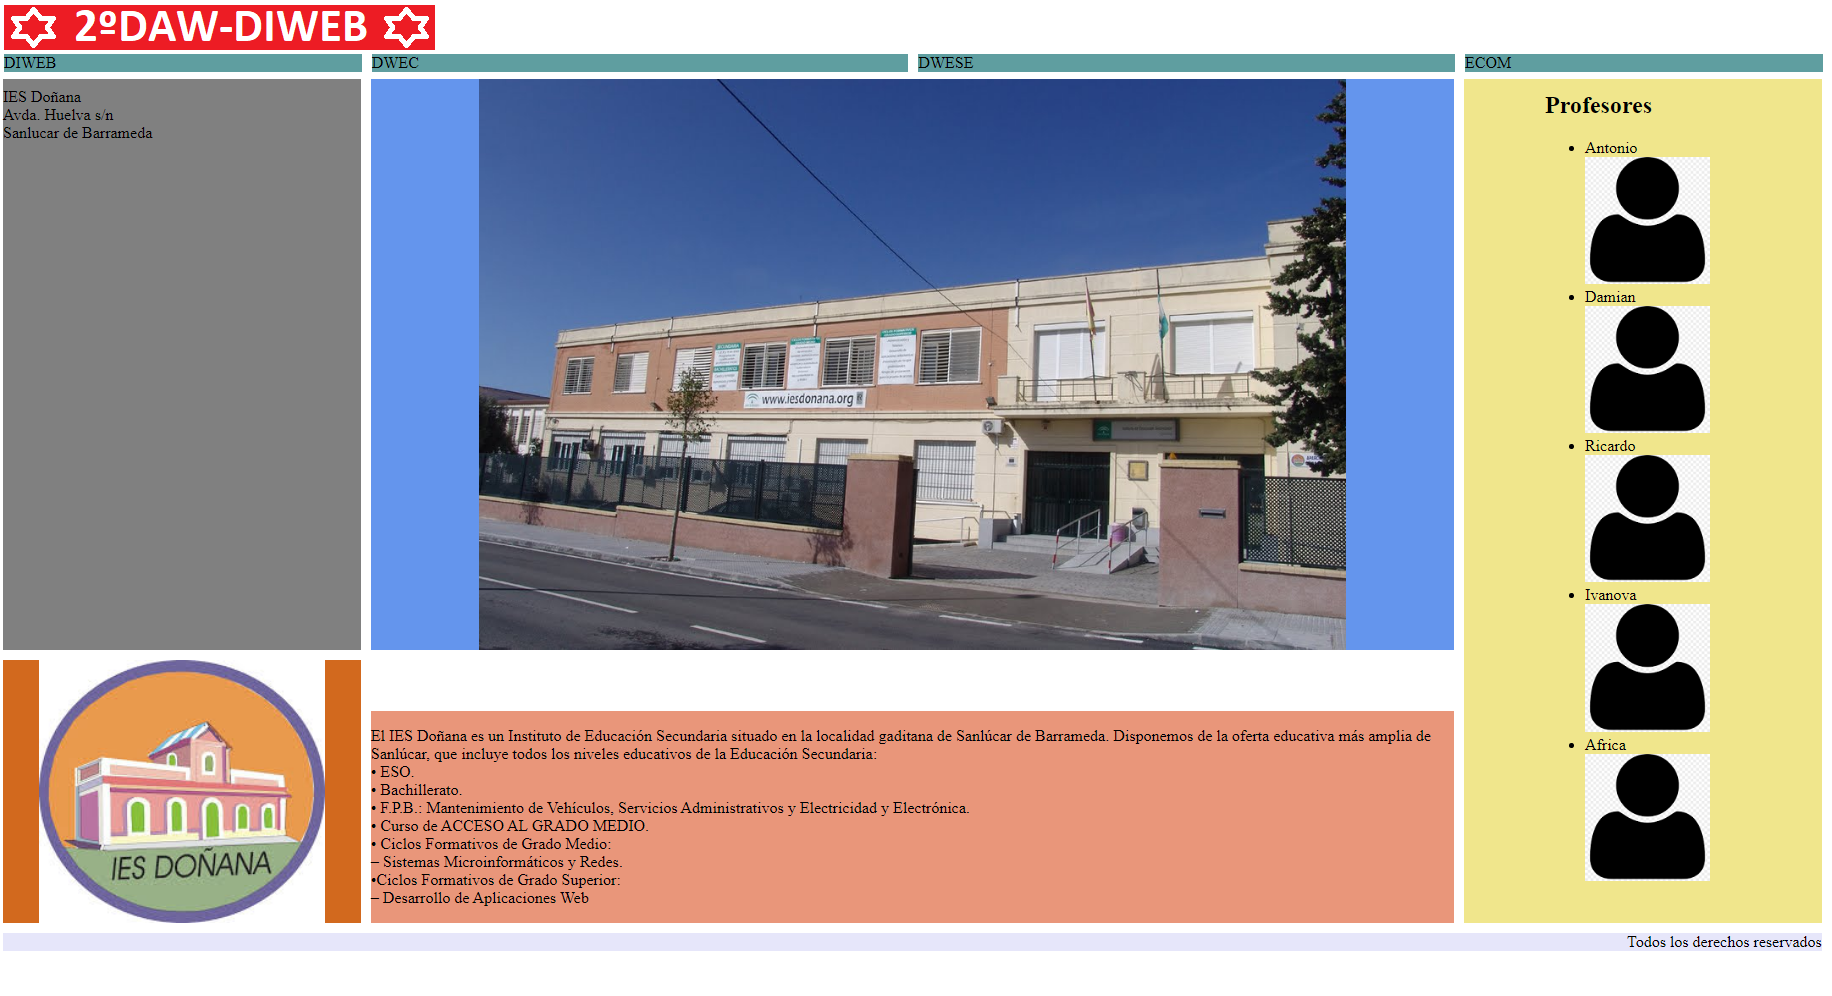 2ºDAW-DIWEB
DIWEB
DWEC
DWESE
ECOM
IES Doñana
Avda. Huelva s/n
Sanlucar de Barrameda
www.iesdonana.org
Profesores
• Antonio
• Damian
• Ricardo
• Ivanova
• Africa
IES DOÑANA
El IES Doñana es un Instituto de Educación Secundaria situado en la localidad gaditana de Sanlúcar de Barrameda. Disponemos de la oferta educativa más amplia de
Sanlúcar, que incluye todos los niveles educativos de la Educación Secundaria:
• ESO.
• Bachillerato.
• F.P.B.: Mantenimiento de Vehículos, Servicios Administrativos y Electricidad y Electrónica.
• Curso de ACCESO AL GRADO MEDIO.
• Ciclos Formativos de Grado Medio:
– Sistemas Microinformáticos y Redes.
•Ciclos Formativos de Grado Superior:
– Desarrollo de Aplicaciones Web
Todos los derechos reservados